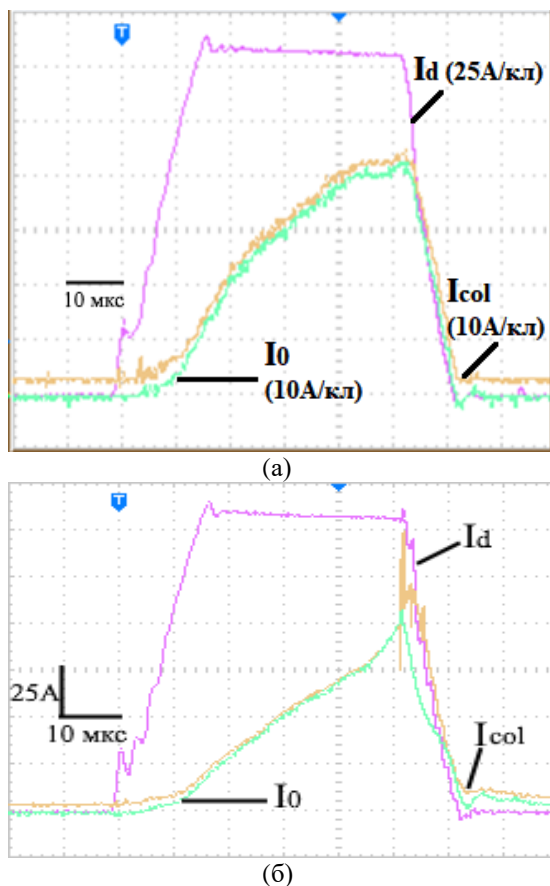 T
Id (25А/кл)
10 мкс
Icol
(10А/кл)
I0
(10А/кл)
(а)
T
Id
25А
10 мкс
Icol
I0
(б)